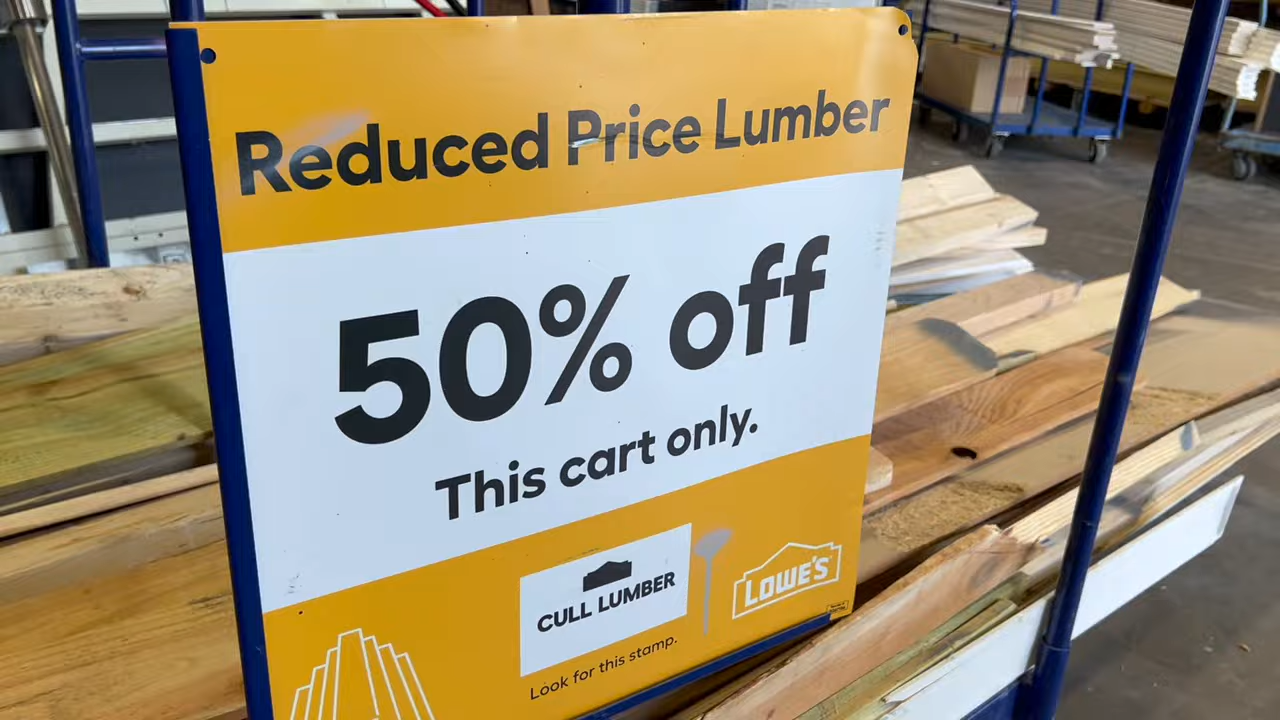 Reduced Price Lumber
50% off
This cart only.
CULL LUMBER
Look for this stamp.
LOWE'S